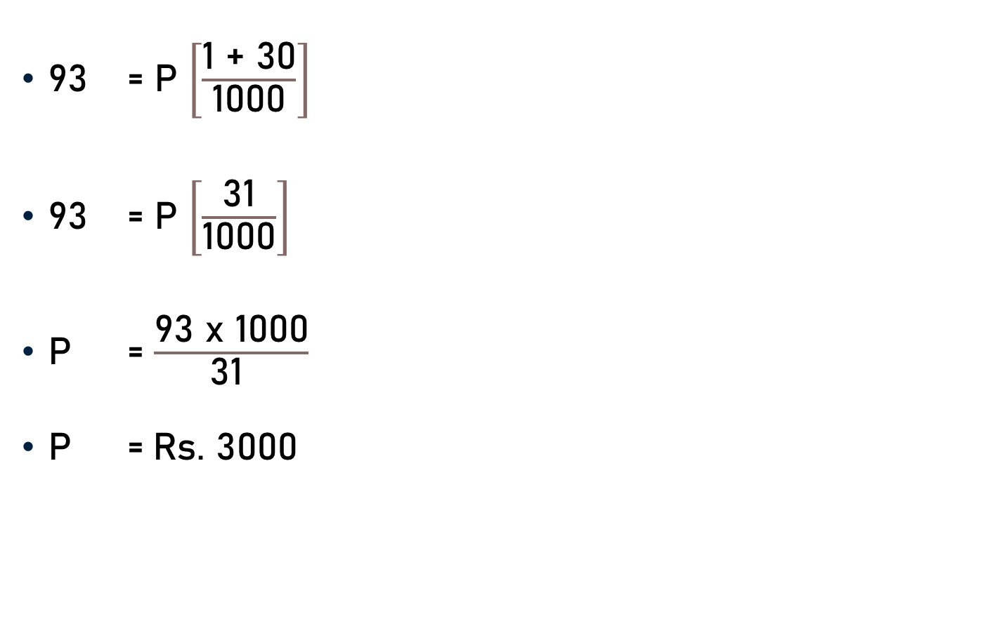 • 93 = P [(1 + 30)/1000]
• 93 = P [31/1000]
• P = (93 x 1000)/31
• P = Rs. 3000